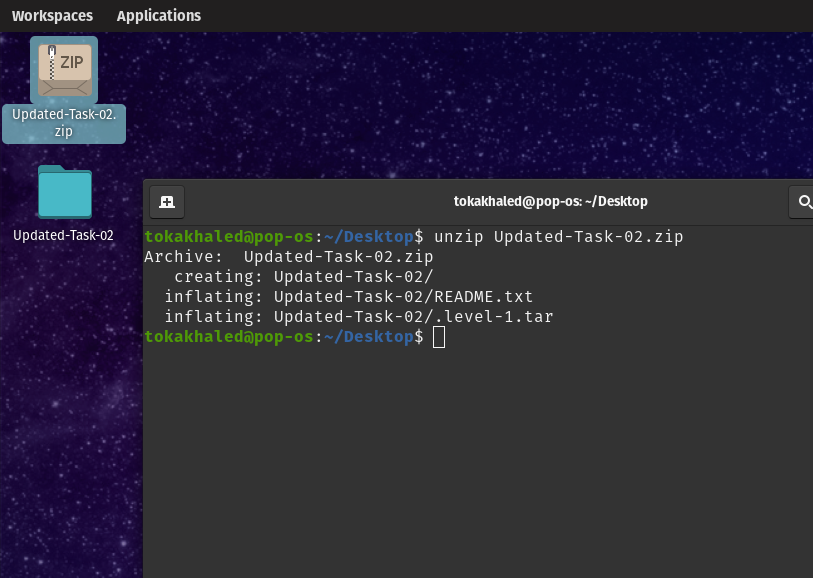 Workspaces Applications
ZIP
Updated-Task-02.
zip
Updated-Task-02
tokakhaled@pop-os: ~/Desktop
tokakhaled@pop-os:~/Desktop$ unzip Updated-Task-02.zip
Archive:  Updated-Task-02.zip
   creating: Updated-Task-02/
  inflating: Updated-Task-02/README.txt
  inflating: Updated-Task-02/.level-1.tar
tokakhaled@pop-os:~/Desktop$